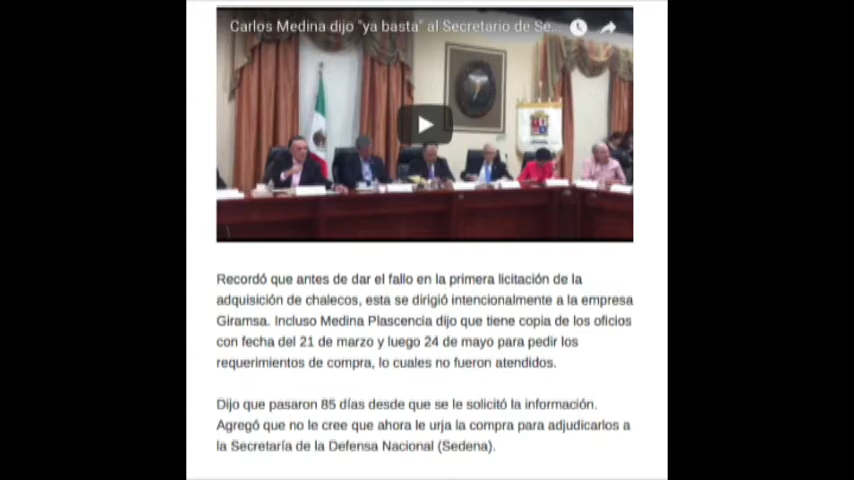 Carlos Medina dijo "ya basta" al Secretario de Se...
Recordó que antes de dar el fallo en la primera licitación de la
adquisición de chalecos, esta se dirigió intencionalmente a la empresa
Giramsa. Incluso Medina Plascencia dijo que tiene copia de los oficios
con fecha del 21 de marzo y luego 24 de mayo para pedir los
requerimientos de compra, lo cuales no fueron atendidos.
Dijo que pasaron 85 días desde que se le solicitó la información.
Agregó que no le cree que ahora le urja la compra para adjudicarlos a
la Secretaría de la Defensa Nacional (Sedena).